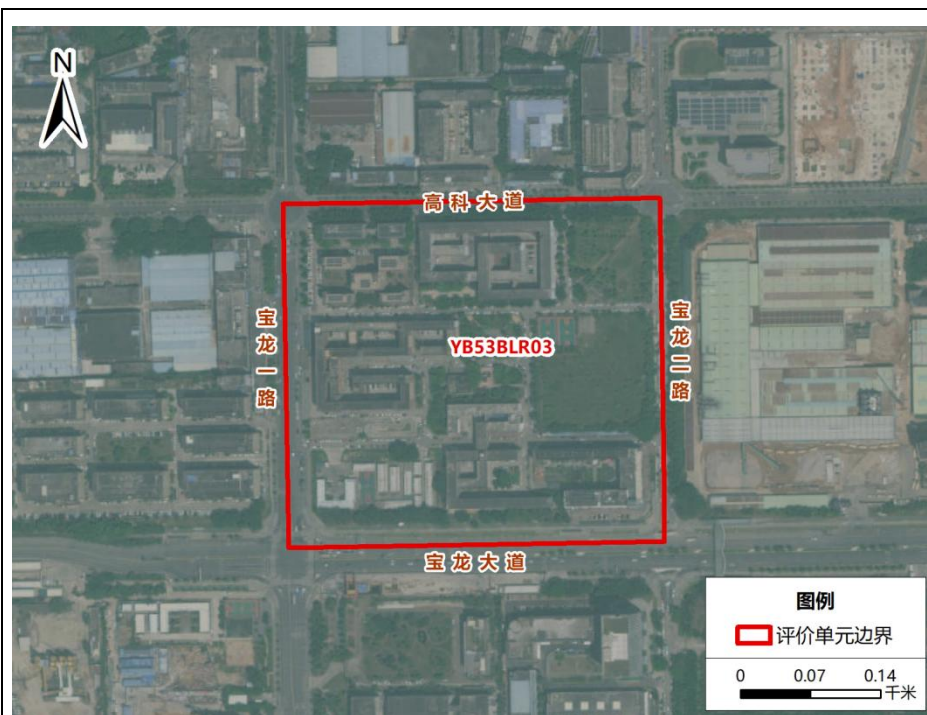 N
高科大道
宝龙一路
YB53BLR03
宝龙二路
宝龙大道
图例
评价单元边界
0 0.07 0.14
千米